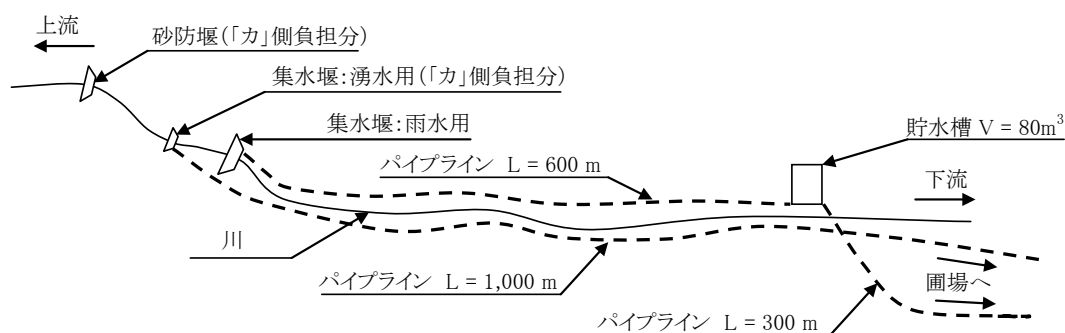 上流
砂防堰(「カ」側負担分)
集水堰:湧水用(「カ」側負担分)
集水堰:雨水用
貯水槽 V = 80m³
パイプライン L = 600 m
下流
川
パイプライン L = 1,000 m
圃場へ
パイプライン L = 300 m